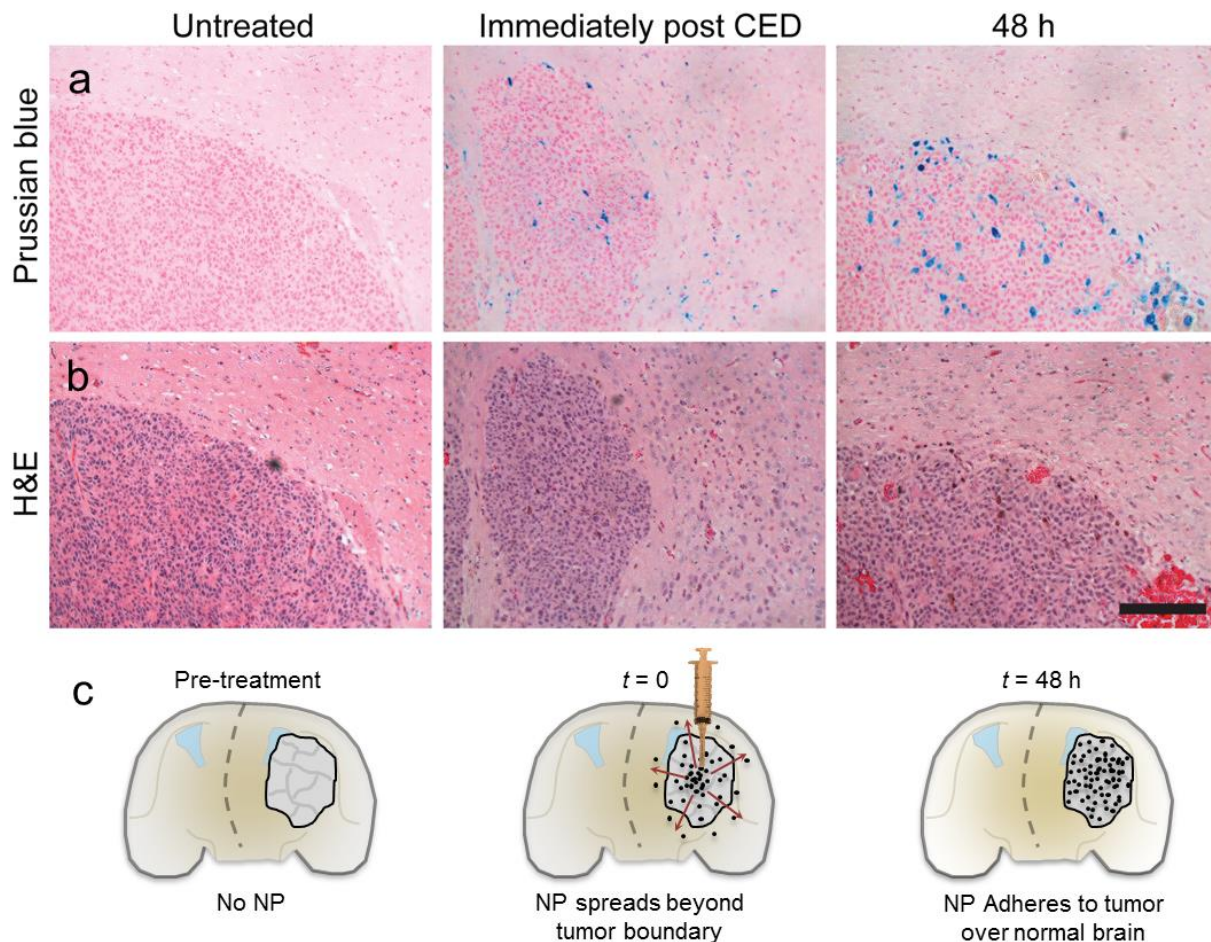 Untreated
Immediately post CED
48 h
a
Prussian blue
b
H&E
c
Pre-treatment
t = 0
t = 48 h
No NP
NP spreads beyond
tumor boundary
NP Adheres to tumor
over normal brain